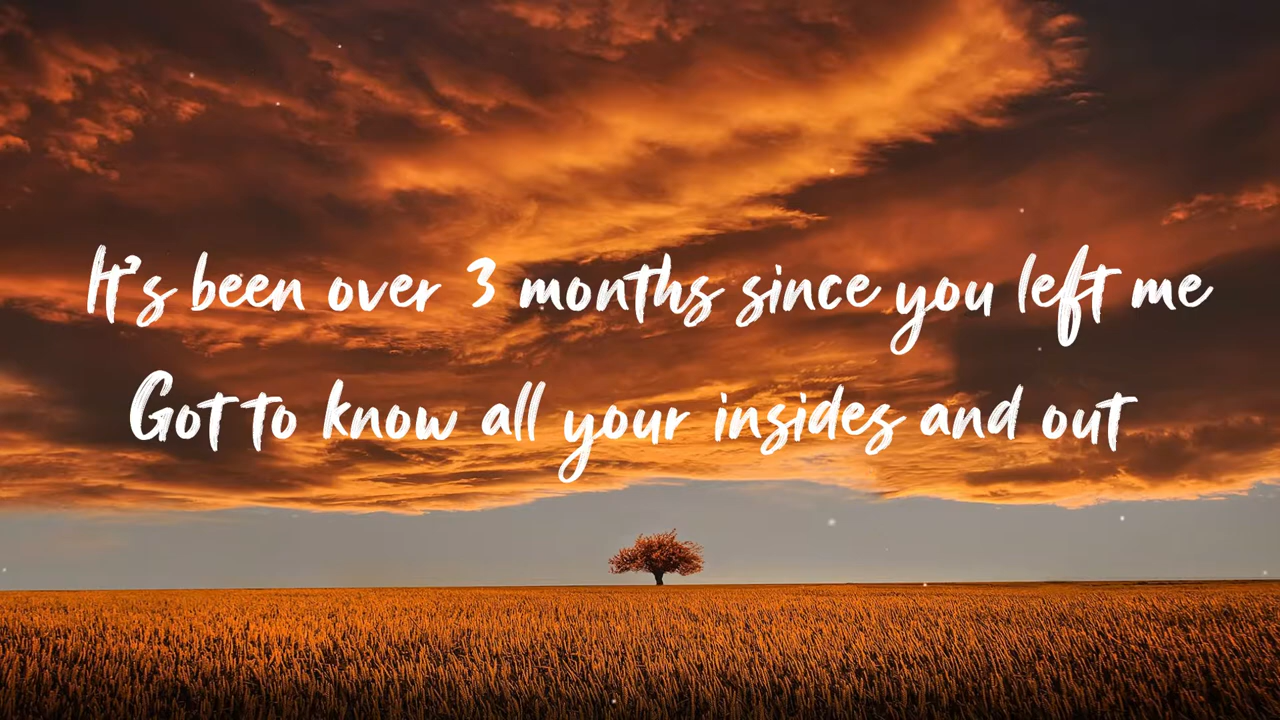 It's been over 3 months since you left me
Got to know all your insides and out